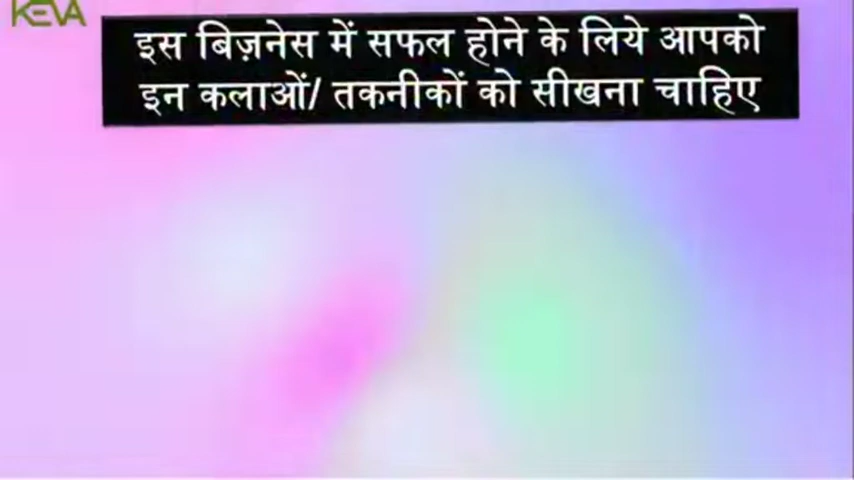 KEVA
इस बिज़नेस में सफल होने के लिये आपको
इन कलाओं/ तकनीकों को सीखना चाहिए